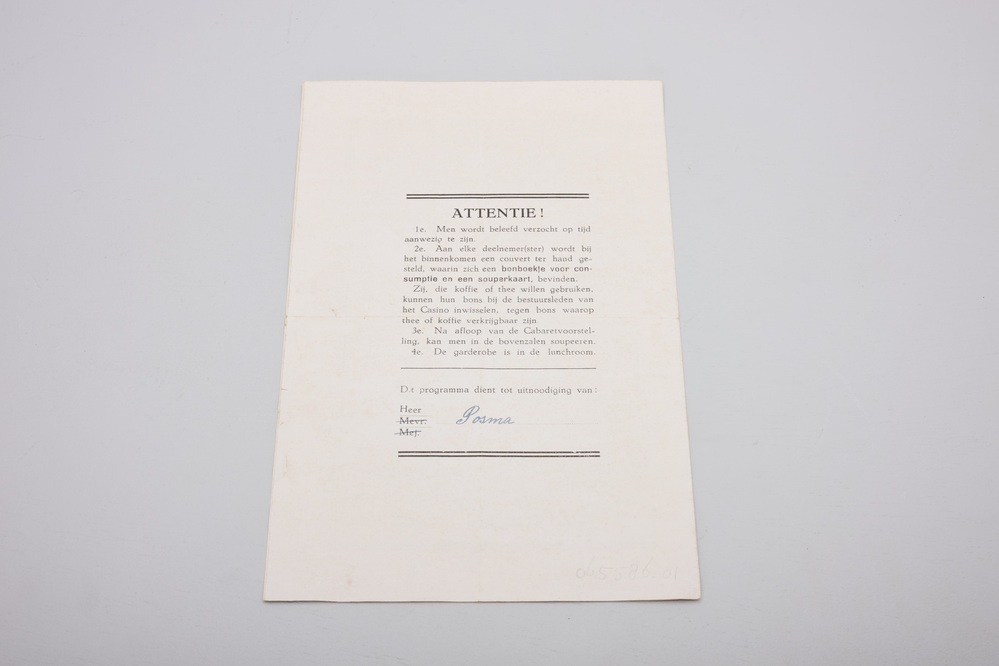 ATTENTIE !
1e. Men wordt beleefd verzocht op tijd
aanwezig te zijn.
2e. Aan elke deelnemer(ster) wordt bij
het binnenkomen een couvert ter hand ge-
steld, waarin zich een bonboekje voor con-
sumptie en een souperkaart, bevinden.
Zij, die koffie of thee willen gebruiken,
kunnen hun bons bij de bestuursleden van
het Casino inwisselen, tegen bons waarop
thee of koffie verkrijgbaar zijn
3e. Na afloop van de Cabaretvoorstel-
ling, kan men in de bovenzalen soupeeren.
4e. De garderobe is in de lunchroom.
Dit programma dient tot uitnoodiging van:
Heer
Mevr. Posma
Mej.